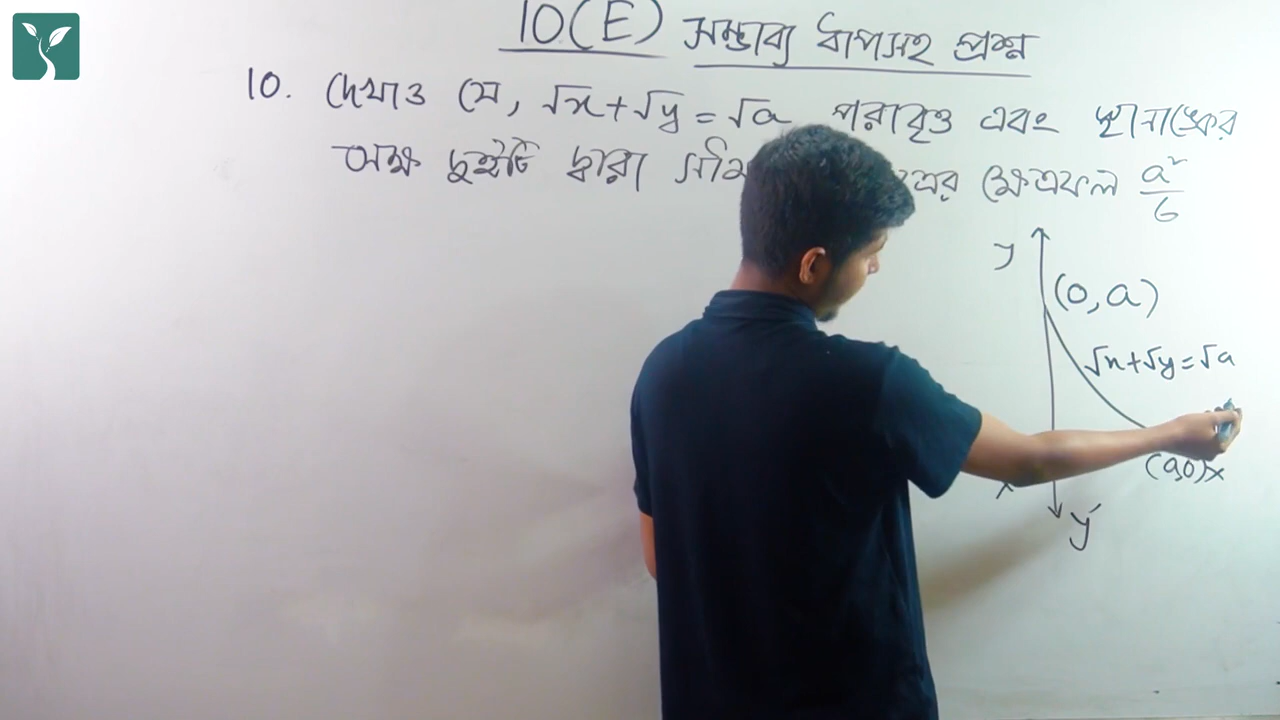 10(E) সম্ভাব্য ধাপসহ প্রশ্ন
10. দেখাও যে, √x+√y = √a পরাবৃত্ত এবং স্থানাঙ্কের
অক্ষ দুইটি দ্বারা ক্ষেত্রফল a²/6
y
(0,a)
√x+√y=√a
(a,0) x
x
y′